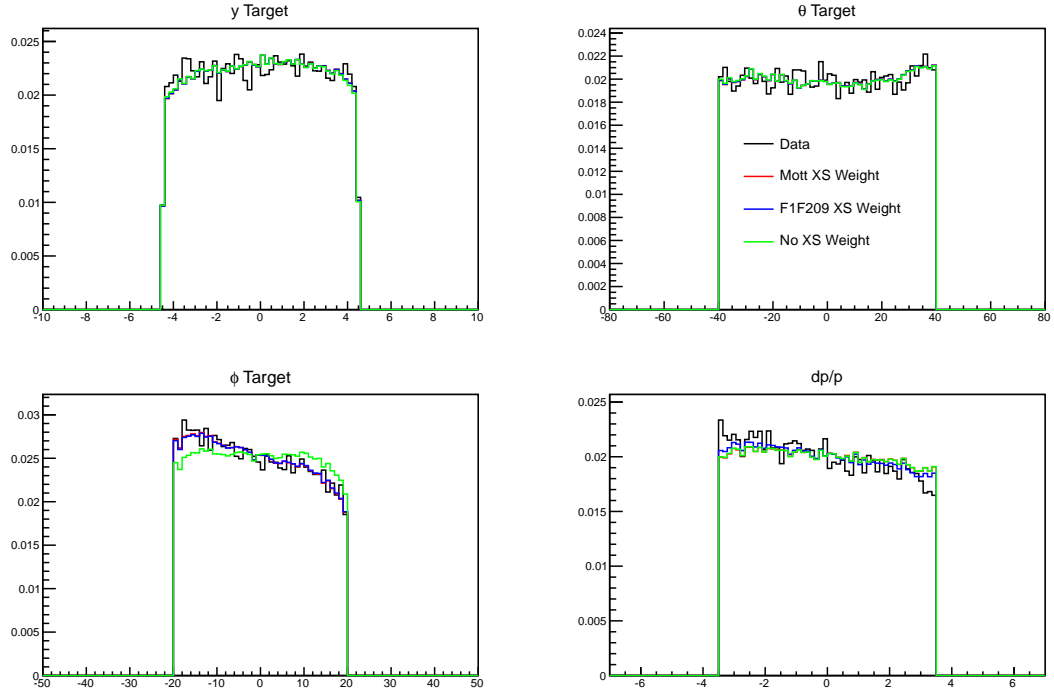 y Target
0.025
0.02
0.015
0.01
0.005
0
-10 -8 -6 -4 -2 0 2 4 6 8 10
θ Target
0.024
0.022
0.02
0.018
0.016
0.014
0.012
0.01
0.008
0.006
0.004
0.002
0
-80 -60 -40 -20 0 20 40 60 80
Data
Mott XS Weight
F1F209 XS Weight
No XS Weight
ϕ Target
0.03
0.025
0.02
0.015
0.01
0.005
0
-50 -40 -30 -20 -10 0 10 20 30 40 50
dp/p
0.025
0.02
0.015
0.01
0.005
0
-6 -4 -2 0 2 4 6